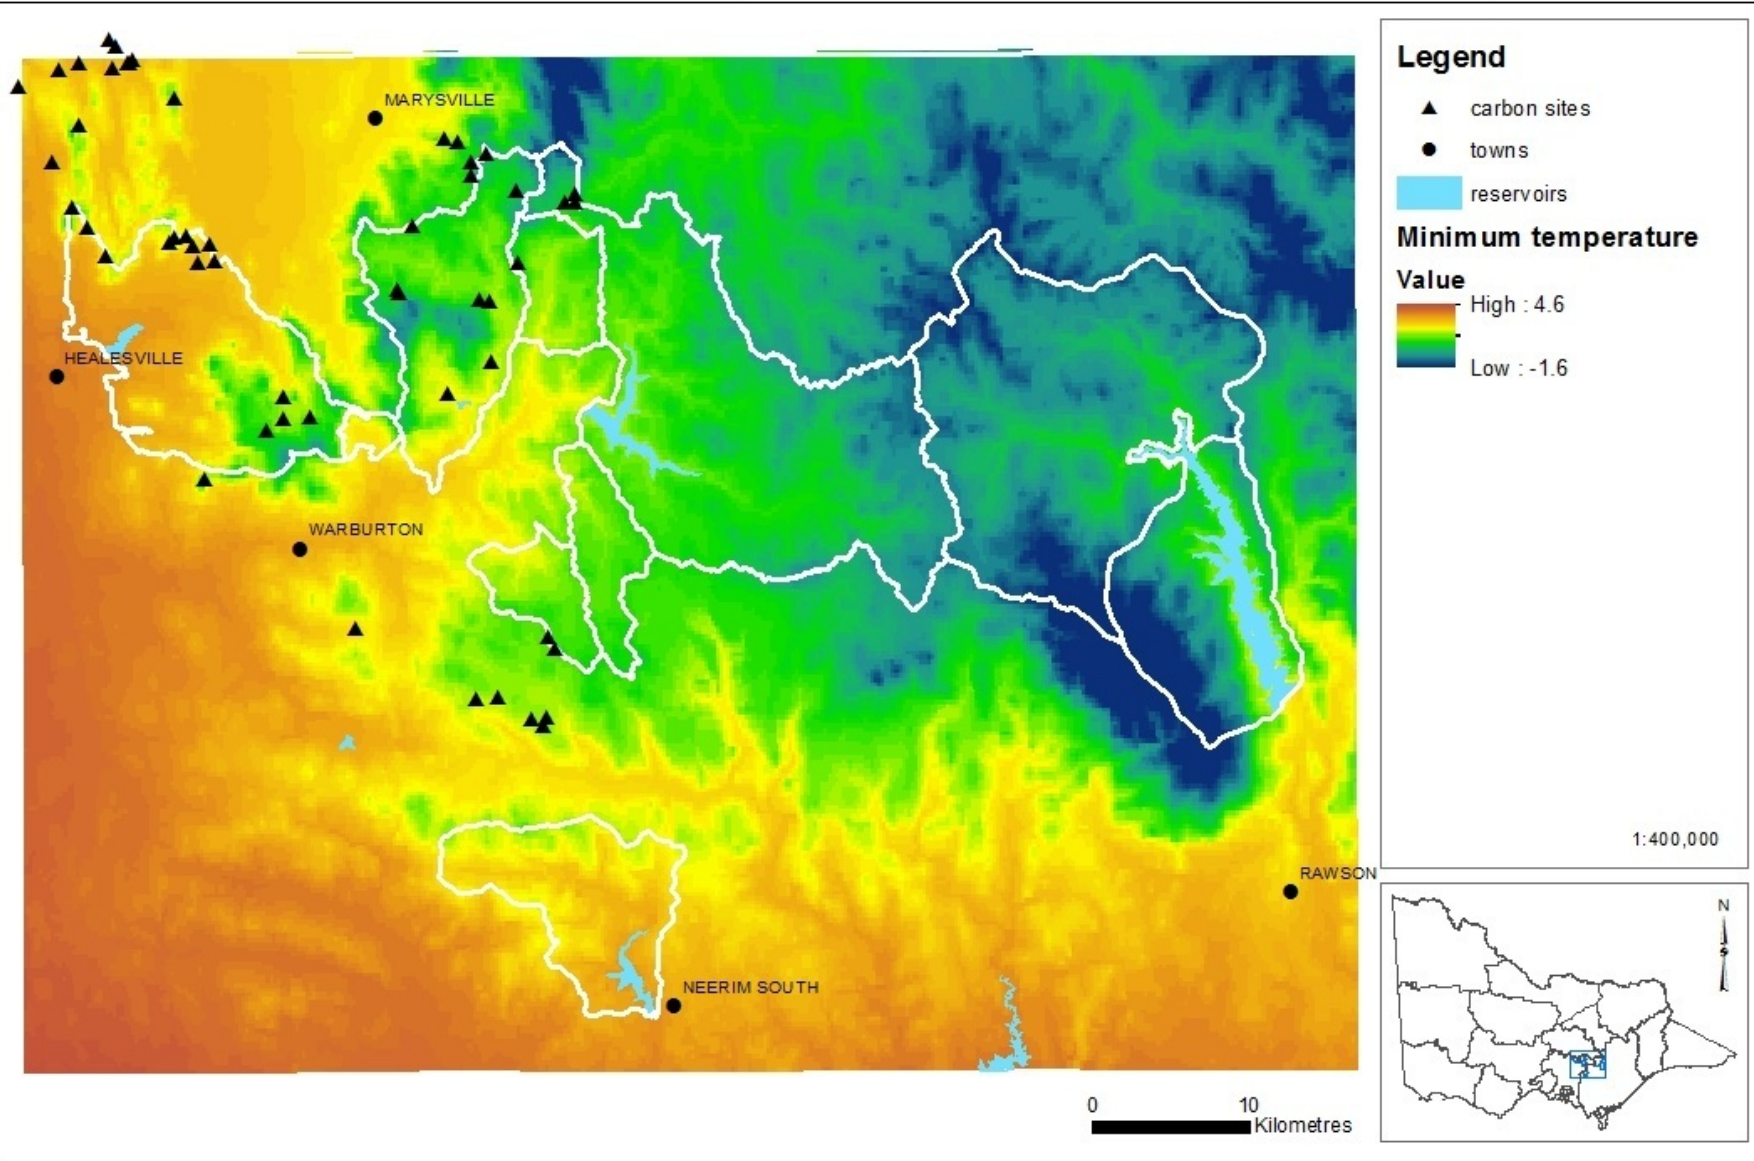 MARYSVILLE
HEALESVILLE
WARBURTON
RAWSON
NEERIM SOUTH
0 10
Kilometres
Legend
carbon sites
towns
reservoirs
Minimum temperature
Value
High : 4.6
Low : -1.6
1:400,000
N
S